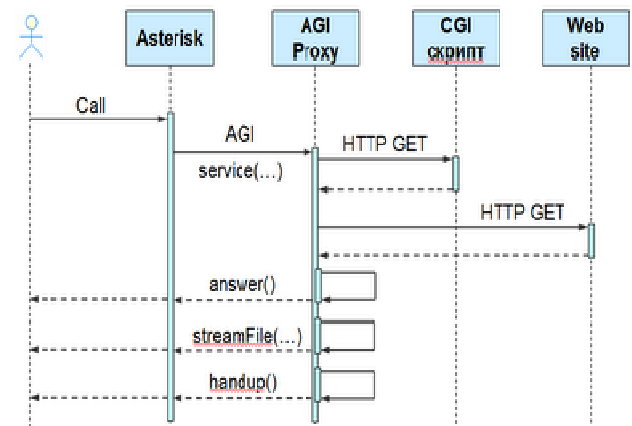 Asterisk
AGI
Proxy
CGI
скрипт
Web
site
Call
AGI
service(...)
HTTP GET
HTTP GET
answer()
streamFile(...)
handup()